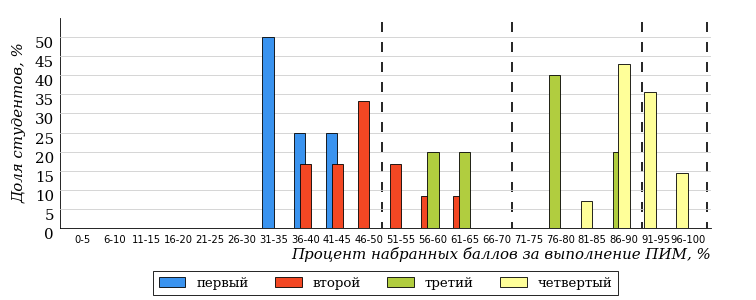 Доля студентов, %
50
45
40
35
30
25
20
15
10
5
0
0-5 6-10 11-15 16-20 21-25 26-30 31-35 36-40 41-45 46-50 51-55 56-60 61-65 66-70 71-75 76-80 81-85 86-90 91-95 96-100
Процент набранных баллов за выполнение ПИМ, %
первый второй третий четвертый